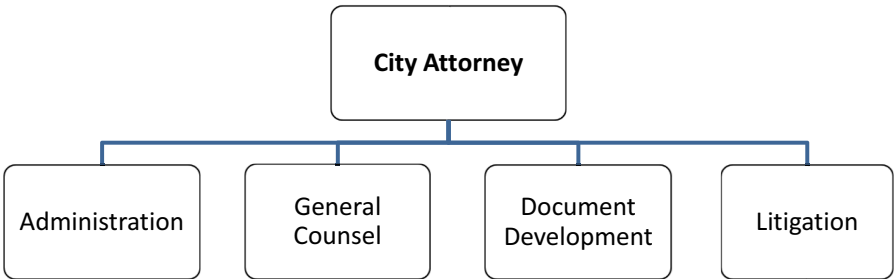 City Attorney
Administration
General
Counsel
Document
Development
Litigation